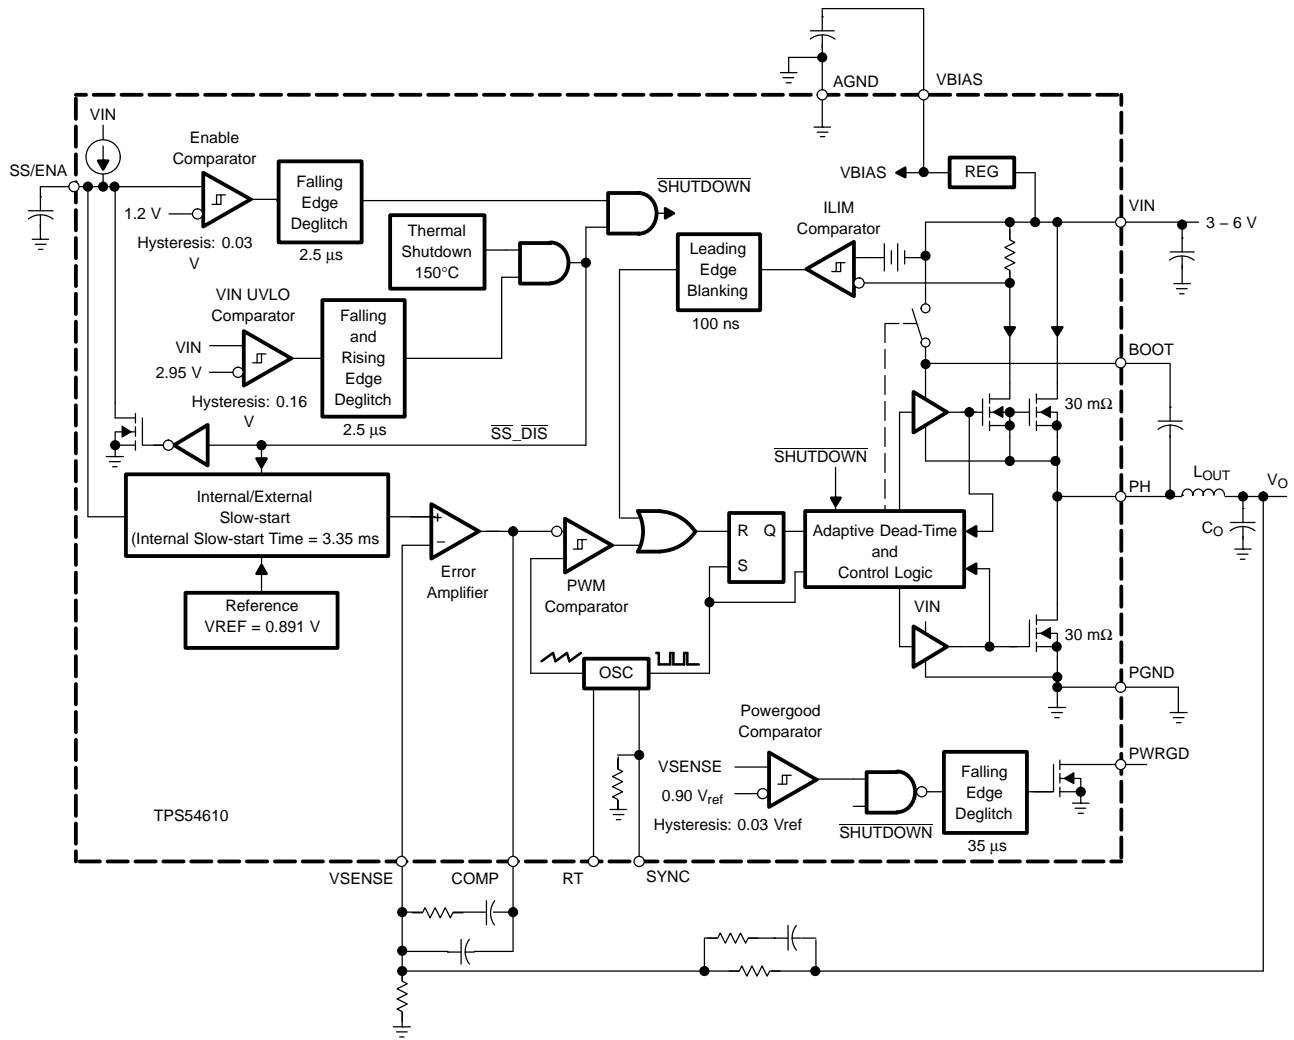 AGND
VBIAS
VIN
Enable
Comparator
SS/ENA
1.2 V
Hysteresis: 0.03
V
Falling
Edge
Deglitch
2.5 µs
SHUTDOWN
Thermal
Shutdown
150°C
VBIAS
REG
ILIM
Comparator
Leading
Edge
Blanking
100 ns
VIN
3 – 6 V
VIN UVLO
Comparator
VIN
2.95 V
Hysteresis: 0.16
V
Falling
and
Rising
Edge
Deglitch
2.5 µs
BOOT
30 mΩ
SS_DIS
SHUTDOWN
Internal/External
Slow-start
(Internal Slow-start Time = 3.35 ms
+
−
Error
Amplifier
PWM
Comparator
R Q
S
Adaptive Dead-Time
and
Control Logic
PH
LOUT
VO
CO
Reference
VREF = 0.891 V
VIN
30 mΩ
OSC
PGND
Powergood
Comparator
VSENSE
0.90 Vref
Hysteresis: 0.03 Vref
SHUTDOWN
Falling
Edge
Deglitch
35 µs
PWRGD
TPS54610
VSENSE
COMP
RT
SYNC